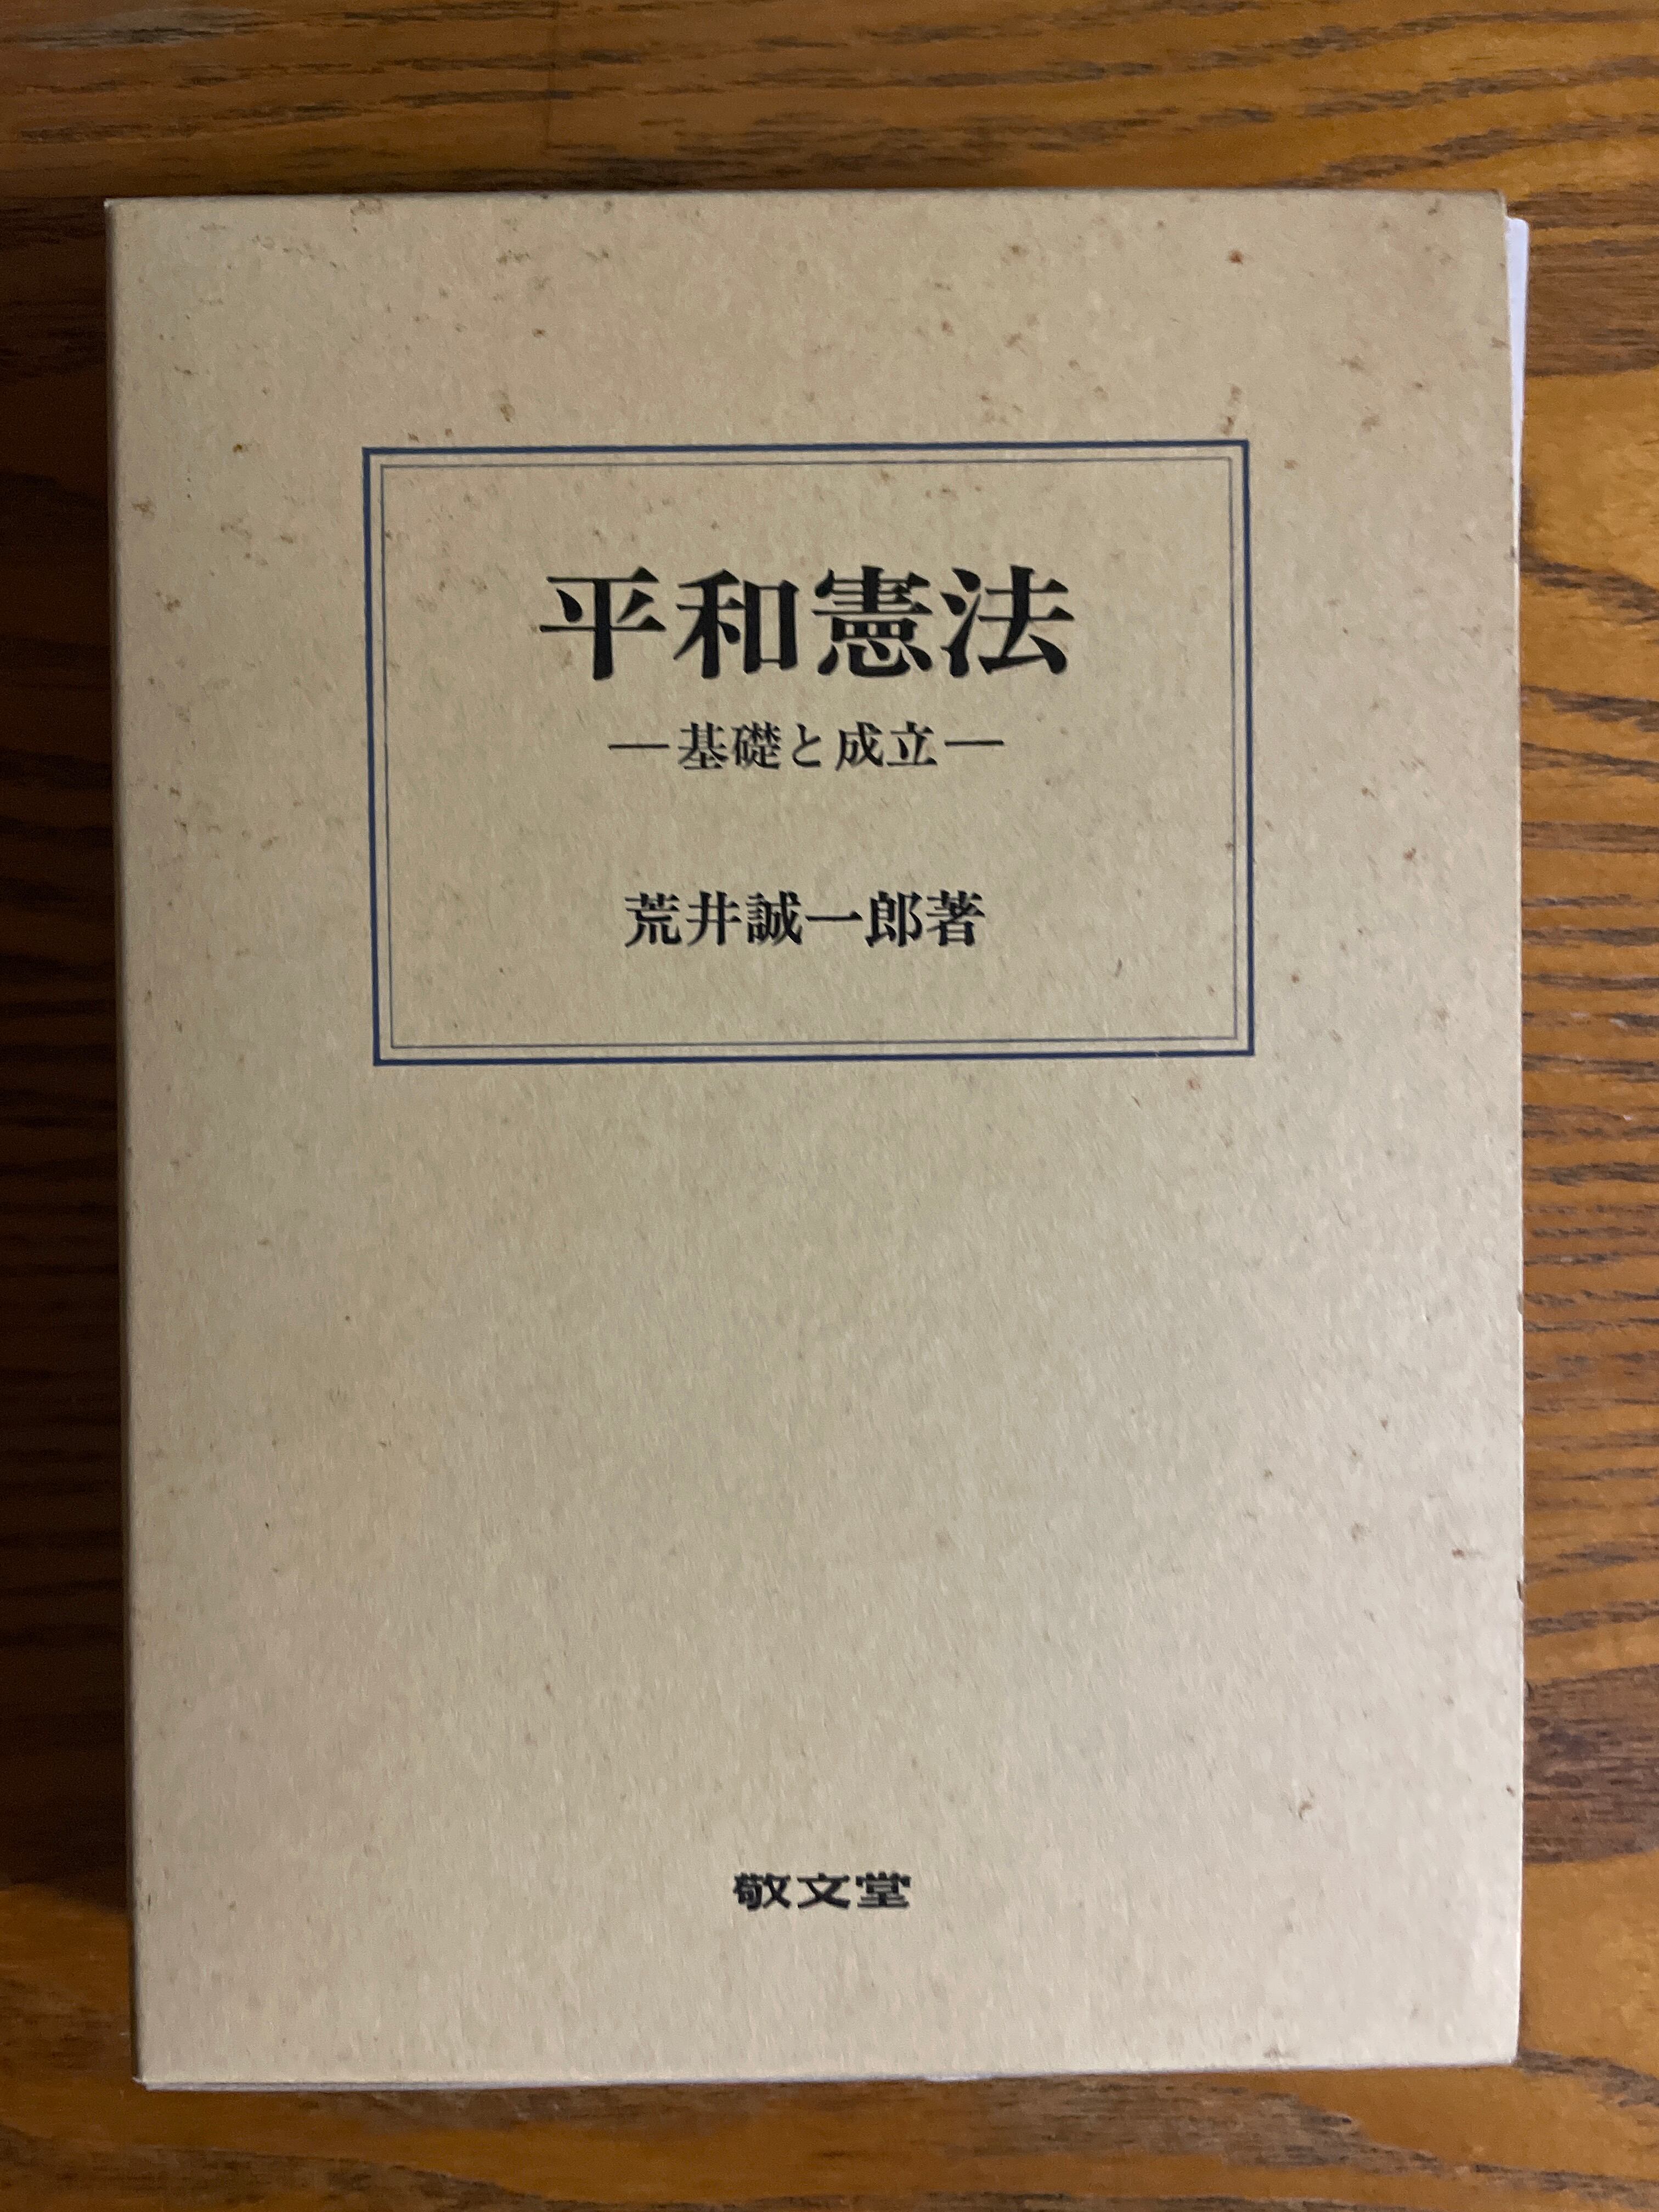 平和憲法
―基礎と成立―
荒井誠一郎著
敬文堂